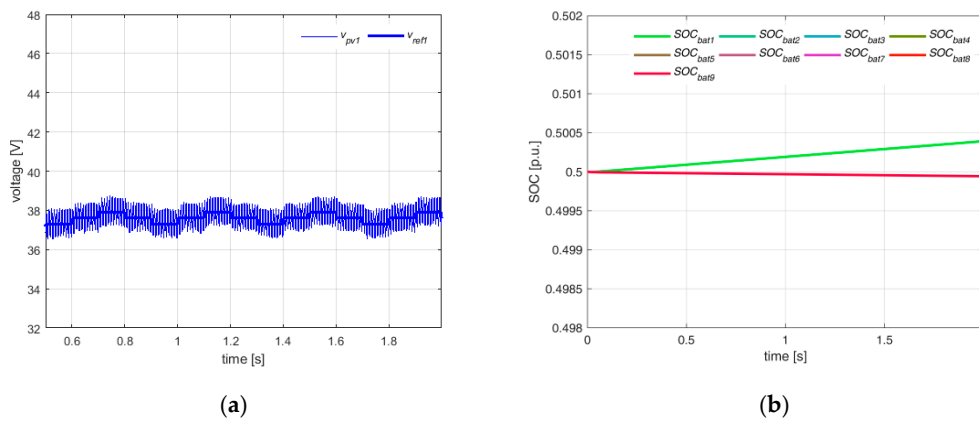 v_pv1 v_ref1
48
46
44
42
40
38
36
34
32
0.6 0.8 1 1.2 1.4 1.6 1.8
voltage [V]
time [s]
(a)
SOC_bat1 SOC_bat2 SOC_bat3 SOC_bat4
SOC_bat5 SOC_bat6 SOC_bat7 SOC_bat8
SOC_bat9
0.502
0.5015
0.501
0.5005
0.5
0.4995
0.499
0.4985
0.498
0 0.5 1 1.5
SOC [p.u.]
time [s]
(b)